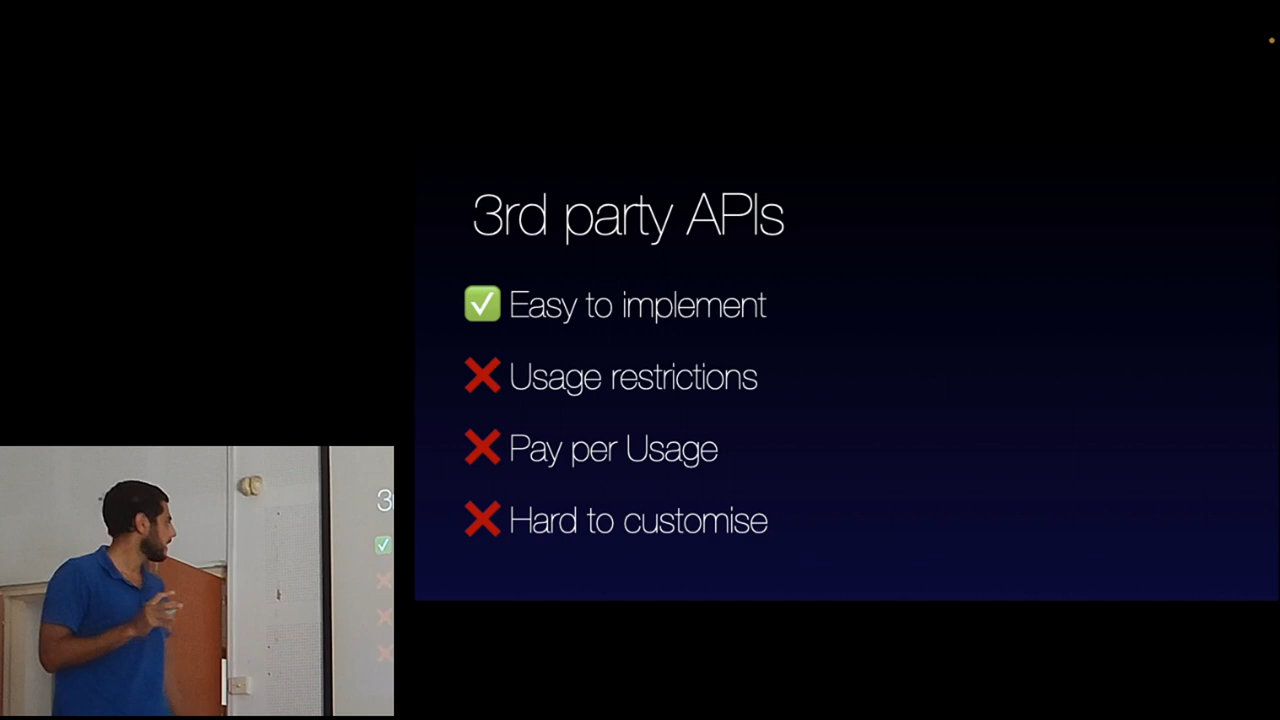 3rd party APIs
✅ Easy to implement
❌ Usage restrictions
❌ Pay per Usage
❌ Hard to customise